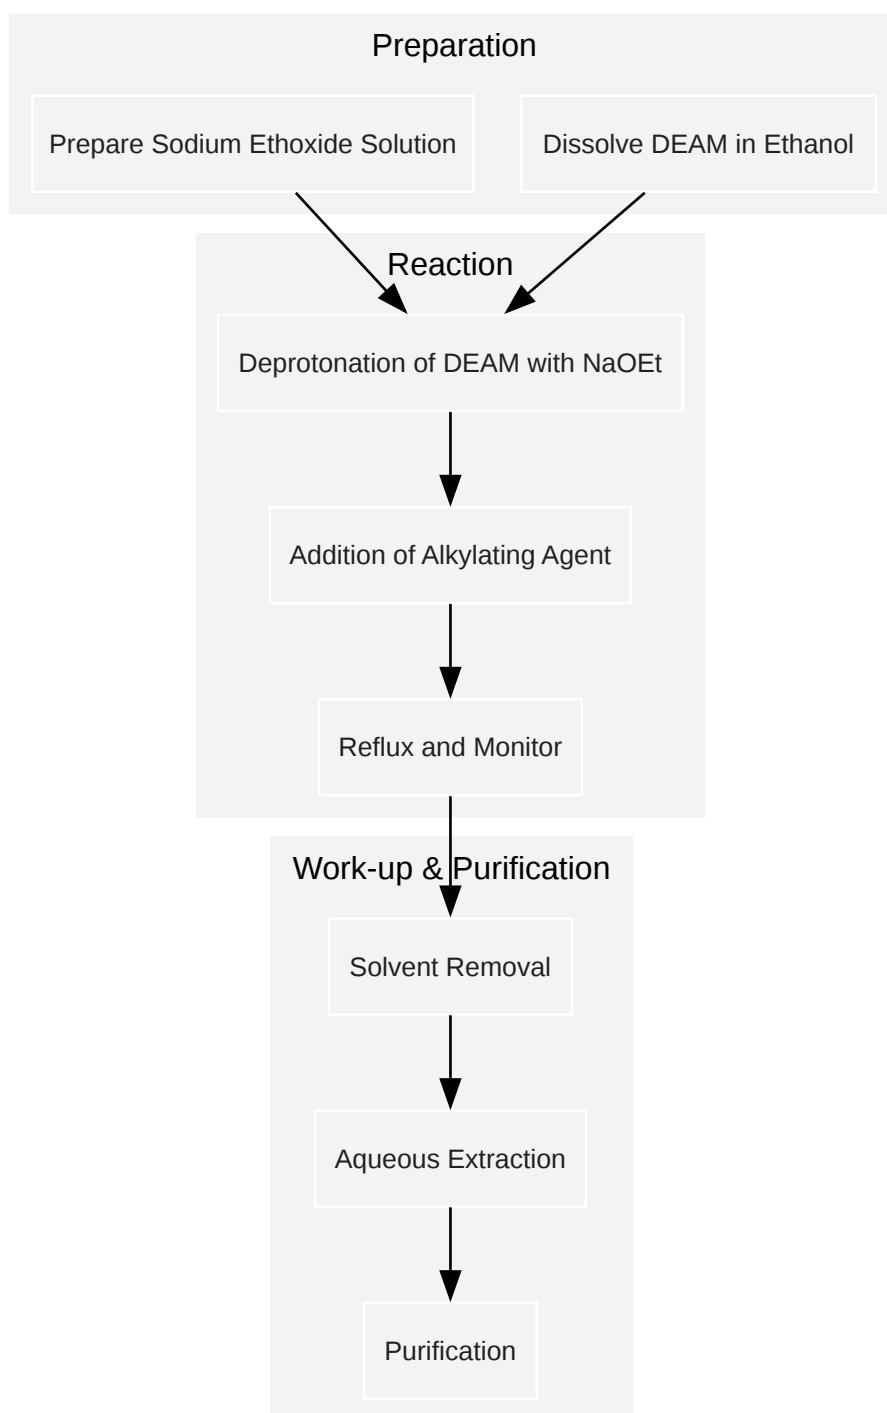 Preparation
Prepare Sodium Ethoxide Solution
Dissolve DEAM in Ethanol
Reaction
Deprotonation of DEAM with NaOEt
Addition of Alkylating Agent
Reflux and Monitor
Work-up & Purification
Solvent Removal
Aqueous Extraction
Purification